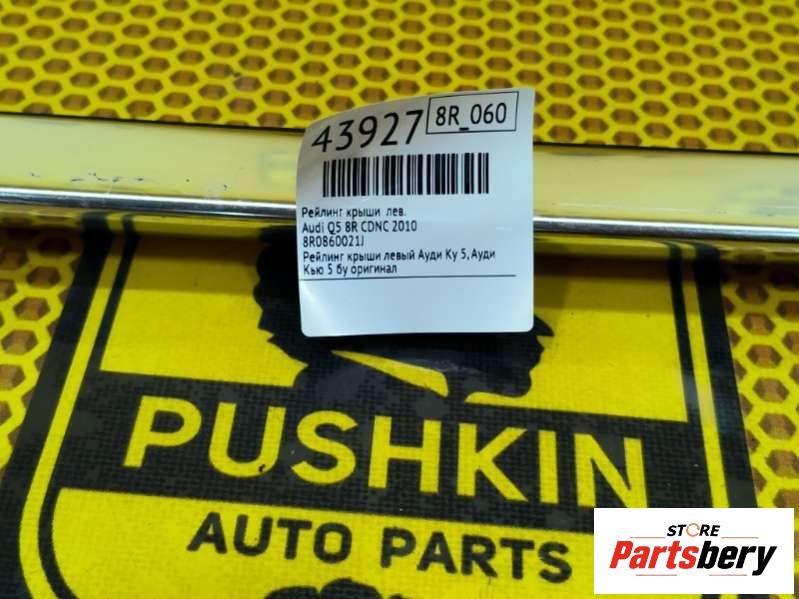 43927
8R_060
Рейлинг крыши лев.
Audi Q5 8R CDNC 2010
8R0860021J
Рейлинг крыши левый Ауди Ку 5,Ауди
Кью 5 бу оригинал
PUSHKIN
AUTO PARTS
STORE
Partsbery